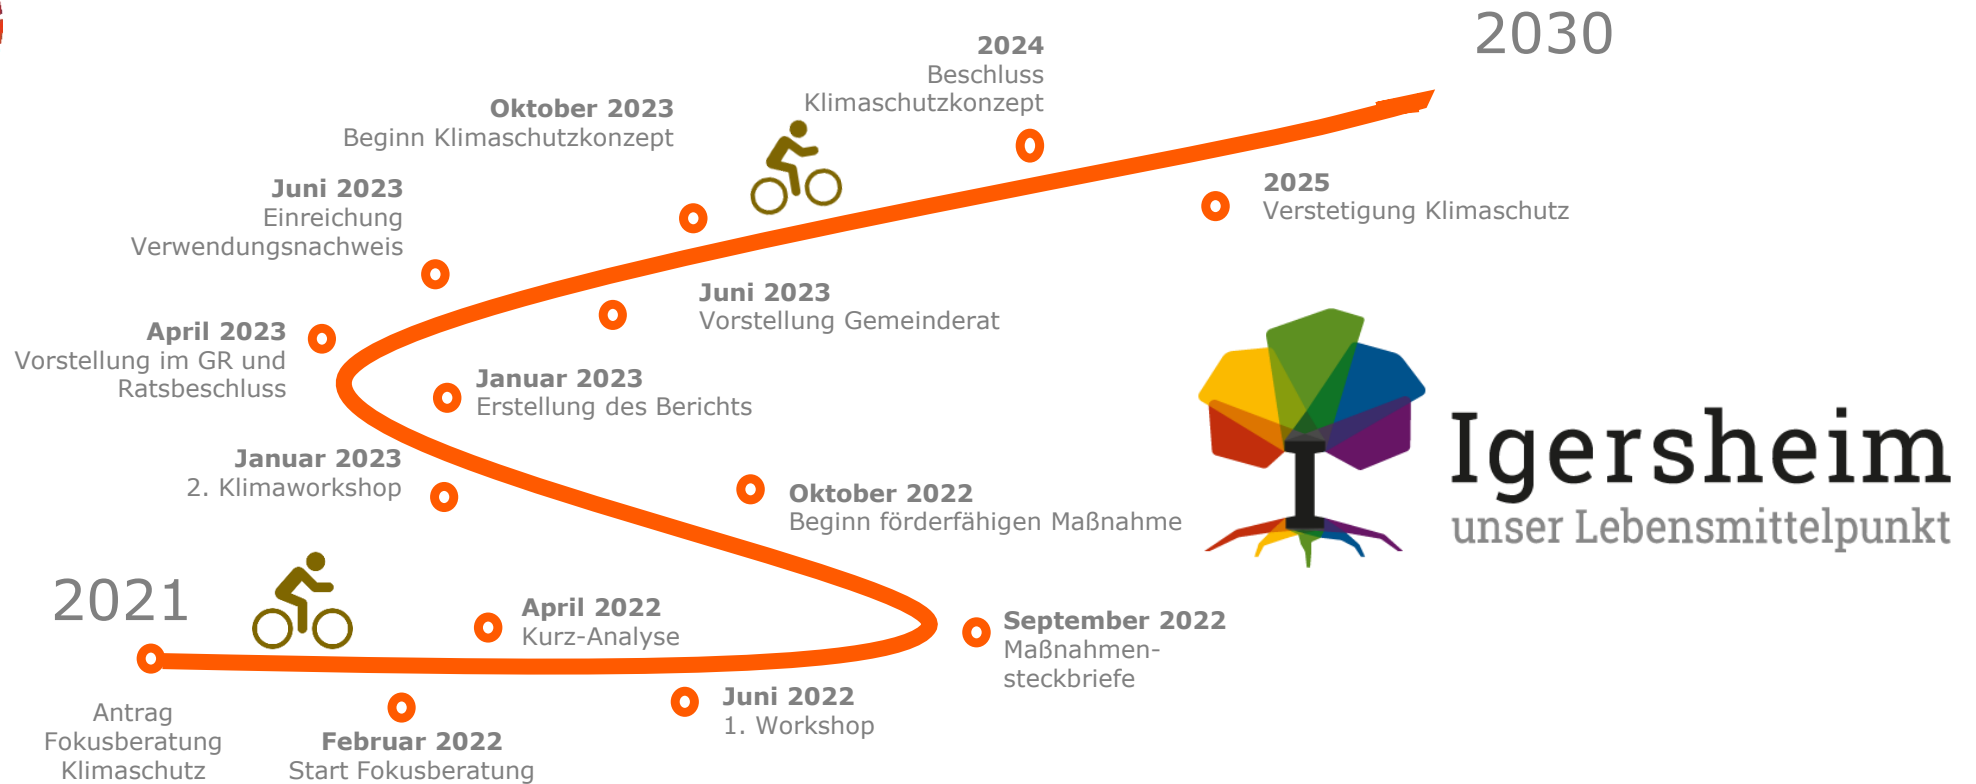 2030
2024
Beschluss
Klimaschutzkonzept
Oktober 2023
Beginn Klimaschutzkonzept
2025
Verstetigung Klimaschutz
Juni 2023
Einreichung
Verwendungsnachweis
Juni 2023
Vorstellung Gemeinderat
April 2023
Vorstellung im GR und
Ratsbeschluss
Januar 2023
Erstellung des Berichts
Januar 2023
2. Klimaworkshop
Oktober 2022
Beginn förderfähigen Maßnahme
Igersheim
unser Lebensmittelpunkt
2021
April 2022
Kurz-Analyse
September 2022
Maßnahmen-
steckbriefe
Juni 2022
1. Workshop
Antrag
Fokusberatung
Klimaschutz
Februar 2022
Start Fokusberatung